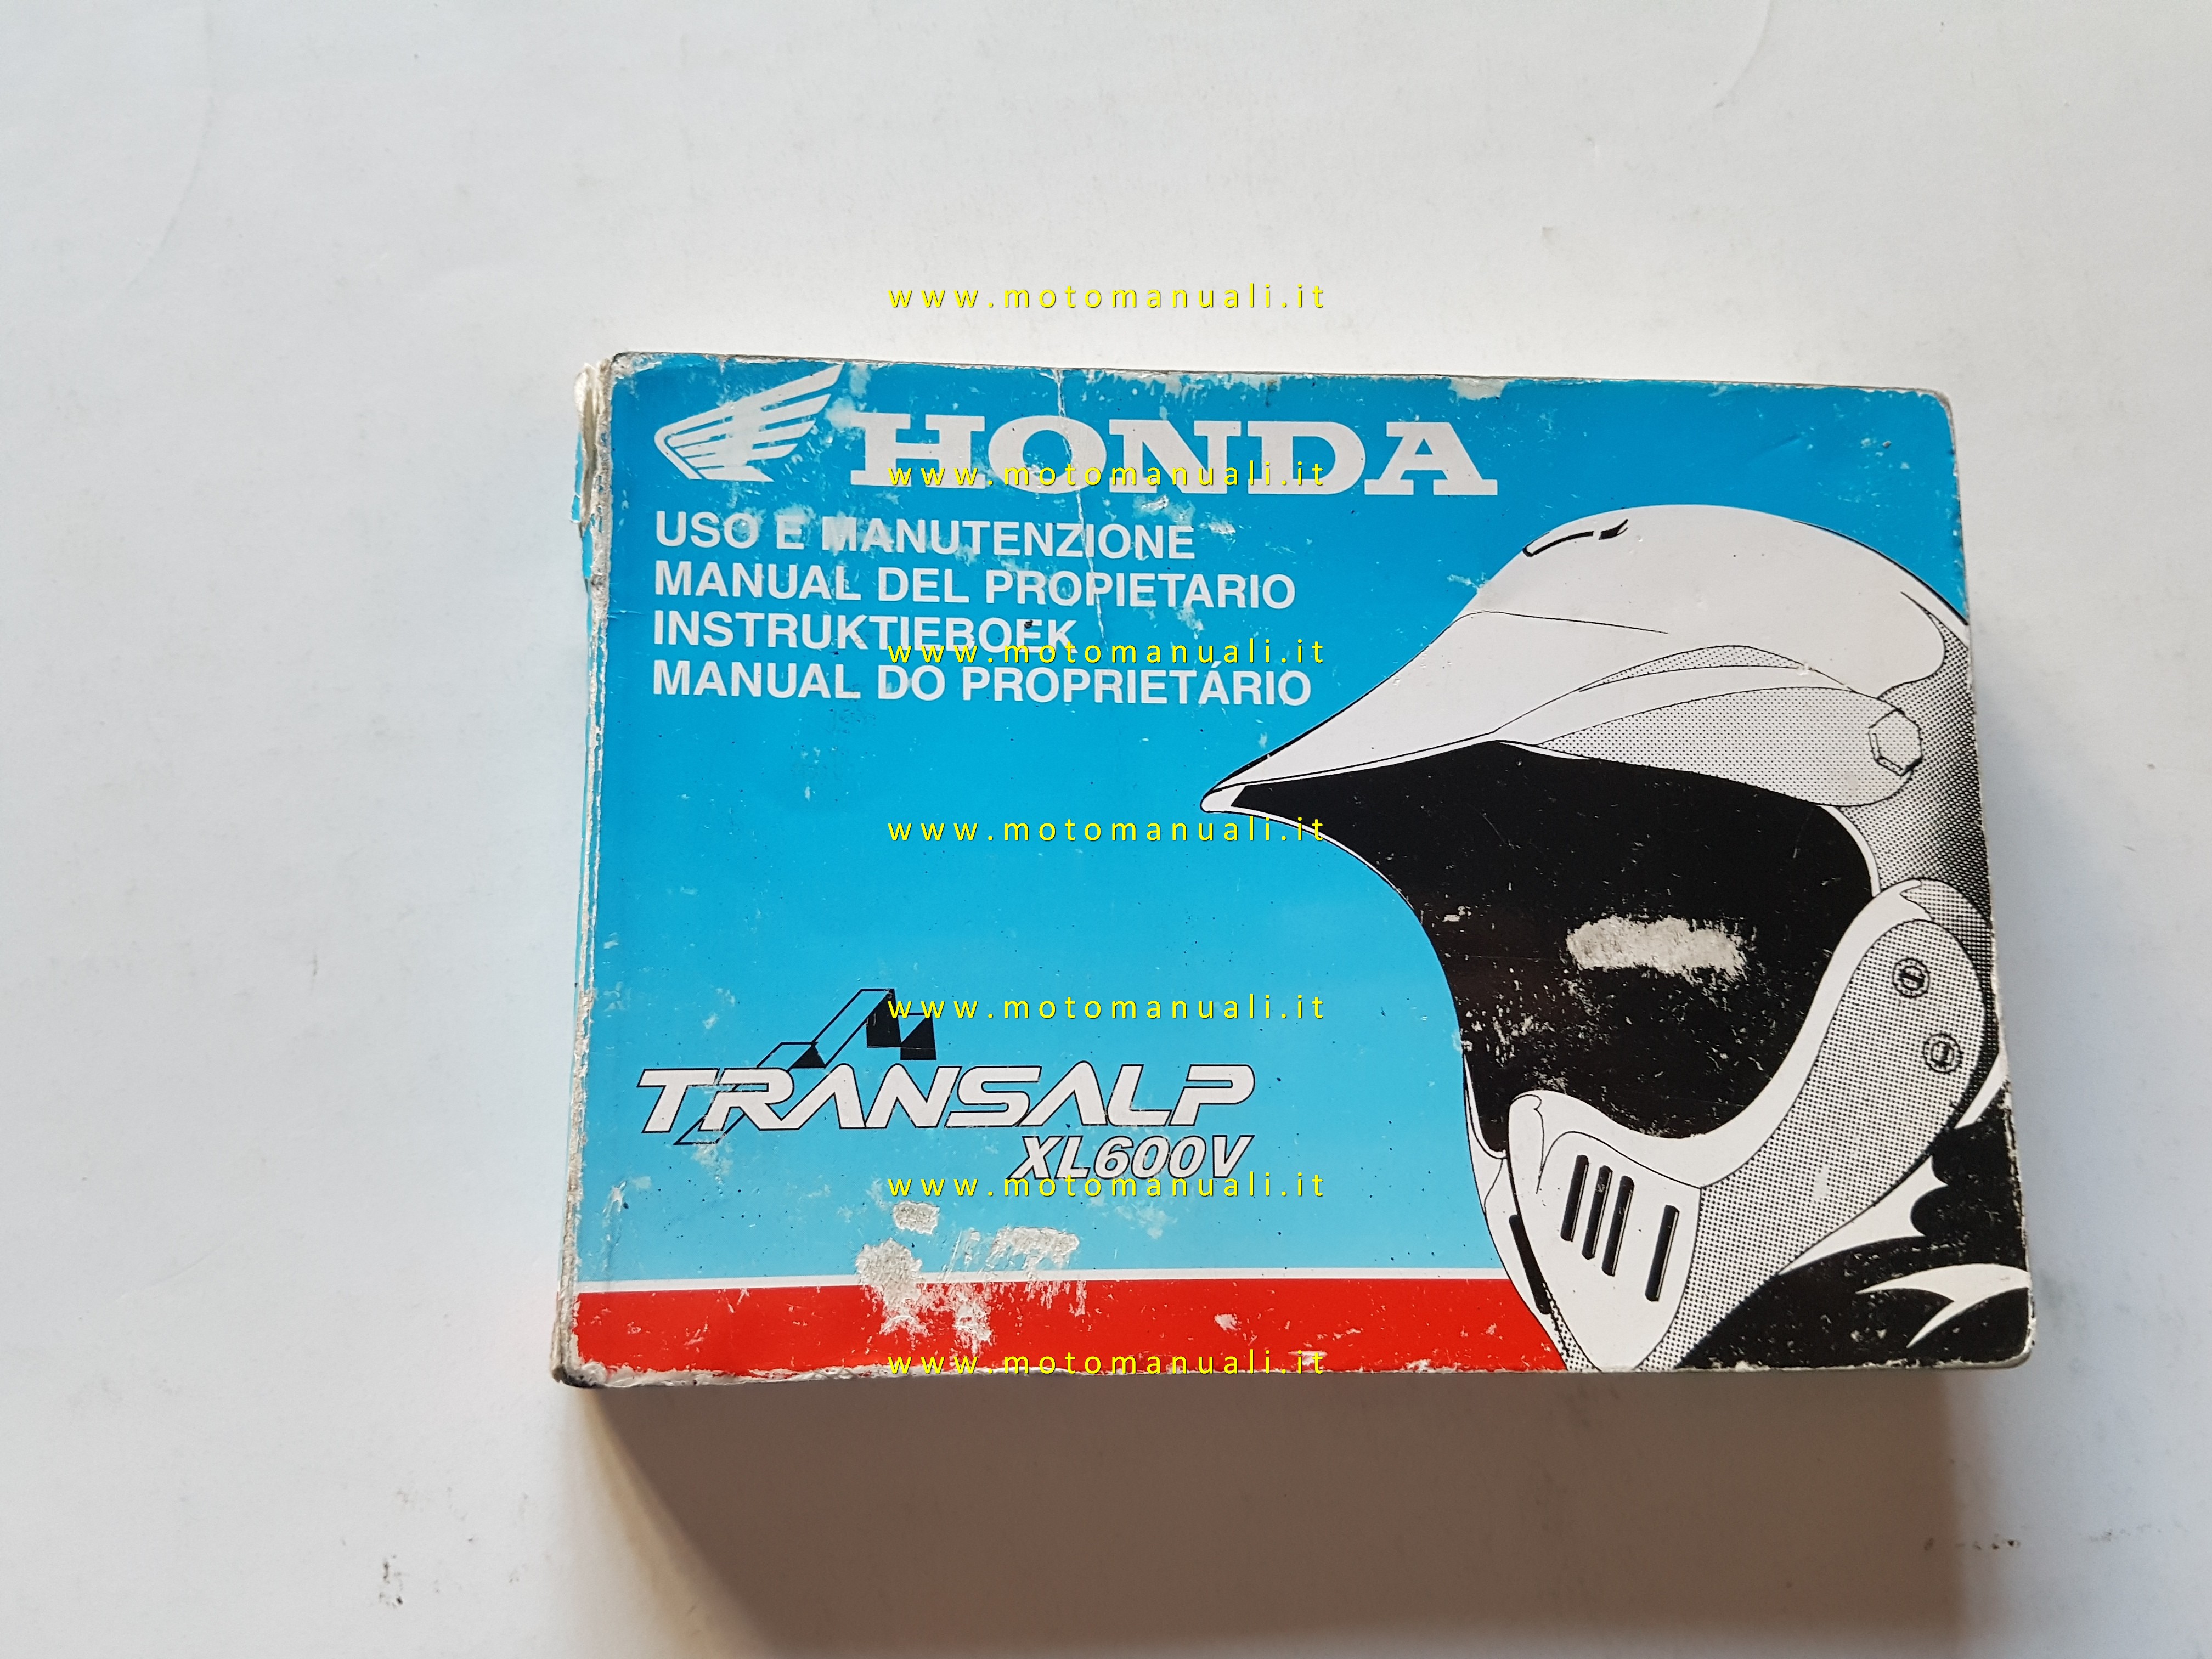 www.motomanuali.it
HONDA
www.motomanuali.it
USO E MANUTENZIONE
MANUAL DEL PROPIETARIO
INSTRUKTIEBOEK
www.motomanuali.it
MANUAL DO PROPRIETÁRIO
www.motomanuali.it
www.motomanuali.it
TRANSALP
XL600V
www.motomanuali.it
www.motomanuali.it